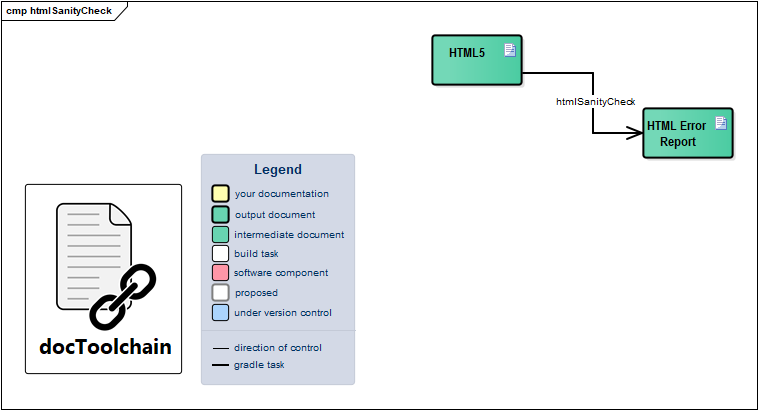 cmp htmlSanityCheck
HTML5
htmlSanityCheck
HTML Error
Report
Legend
your documentation
output document
intermediate document
build task
software component
proposed
under version control
direction of control
gradle task
docToolchain